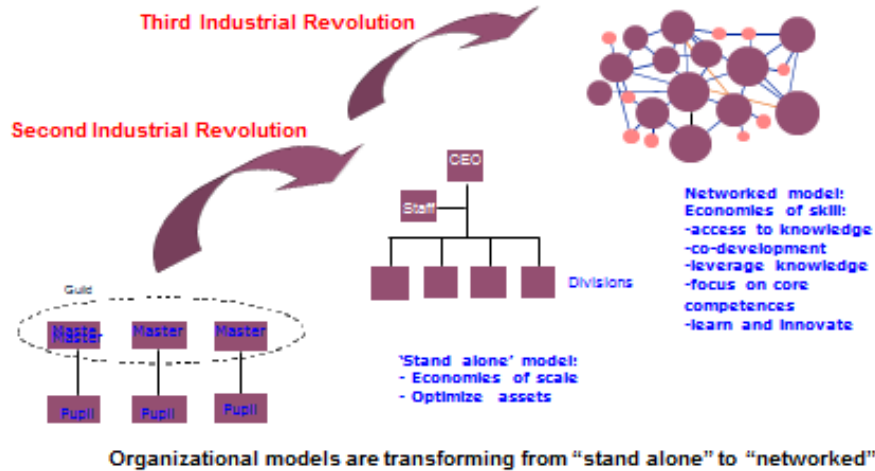 Third Industrial Revolution
Second Industrial Revolution
CEO
Staff
Divisions
Guild
Master
Master
Master
Master
Pupil
Pupil
Pupil
'Stand alone' model:
- Economies of scale
- Optimize assets
Networked model:
Economies of skill:
-access to knowledge
-co-development
-leverage knowledge
-focus on core
competences
-learn and innovate
Organizational models are transforming from “stand alone” to “networked”